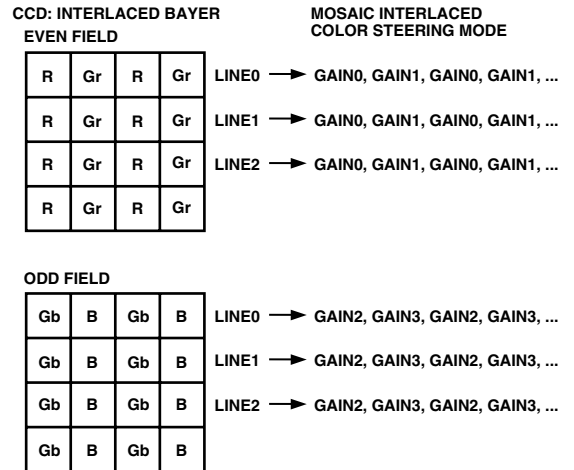 CCD: INTERLACED BAYER
EVEN FIELD
MOSAIC INTERLACED
COLOR STEERING MODE
R Gr R Gr LINE0 GAIN0, GAIN1, GAIN0, GAIN1, ...
R Gr R Gr LINE1 GAIN0, GAIN1, GAIN0, GAIN1, ...
R Gr R Gr LINE2 GAIN0, GAIN1, GAIN0, GAIN1, ...
R Gr R Gr
ODD FIELD
Gb B Gb B LINE0 GAIN2, GAIN3, GAIN2, GAIN3, ...
Gb B Gb B LINE1 GAIN2, GAIN3, GAIN2, GAIN3, ...
Gb B Gb B LINE2 GAIN2, GAIN3, GAIN2, GAIN3, ...
Gb B Gb B